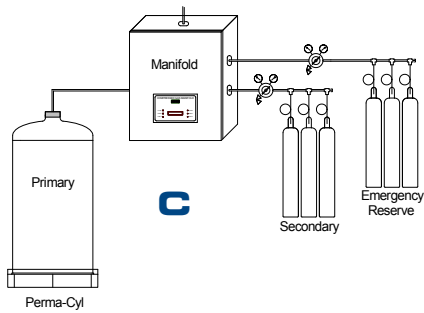 Manifold
Primary
C
Emergency
Reserve
Secondary
Perma-Cyl